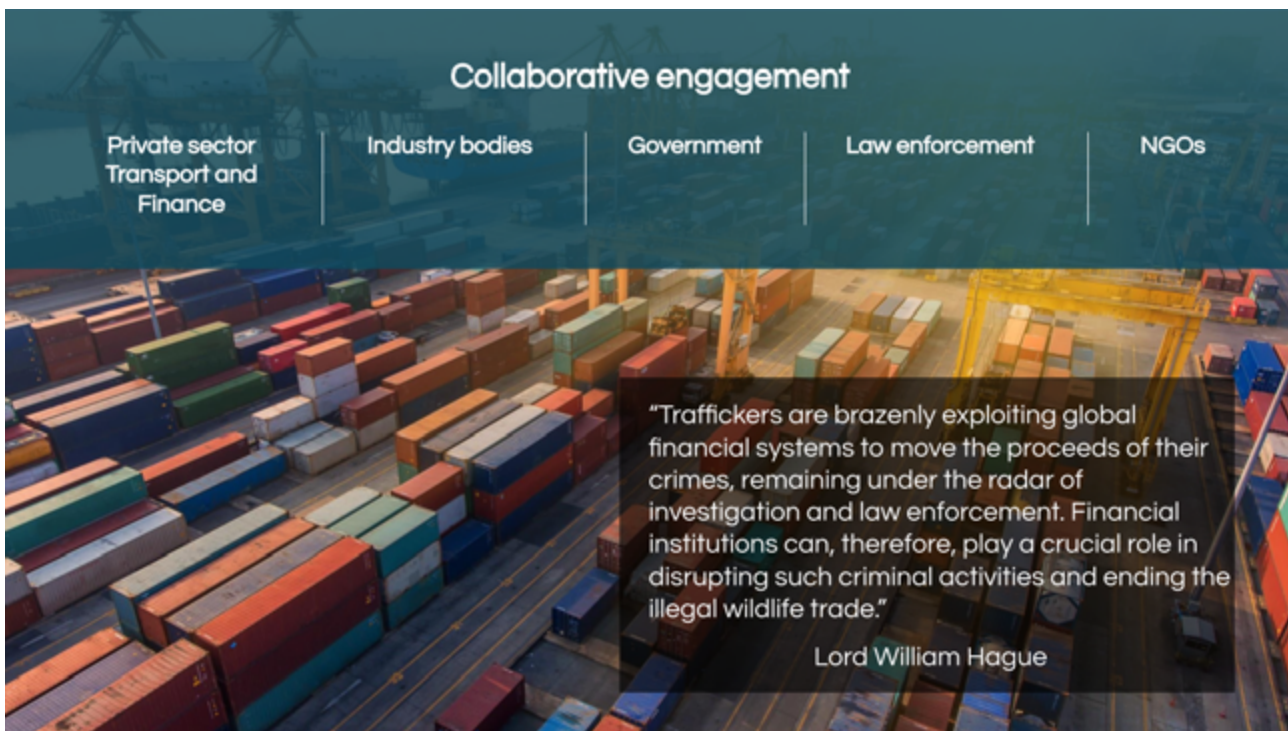 Collaborative engagement
Private sector
Transport and
Finance
Industry bodies
Government
Law enforcement
NGOs
“Traffickers are brazenly exploiting global
financial systems to move the proceeds of their
crimes, remaining under the radar of
investigation and law enforcement. Financial
institutions can, therefore, play a crucial role in
disrupting such criminal activities and ending the
illegal wildlife trade.”
Lord William Hague